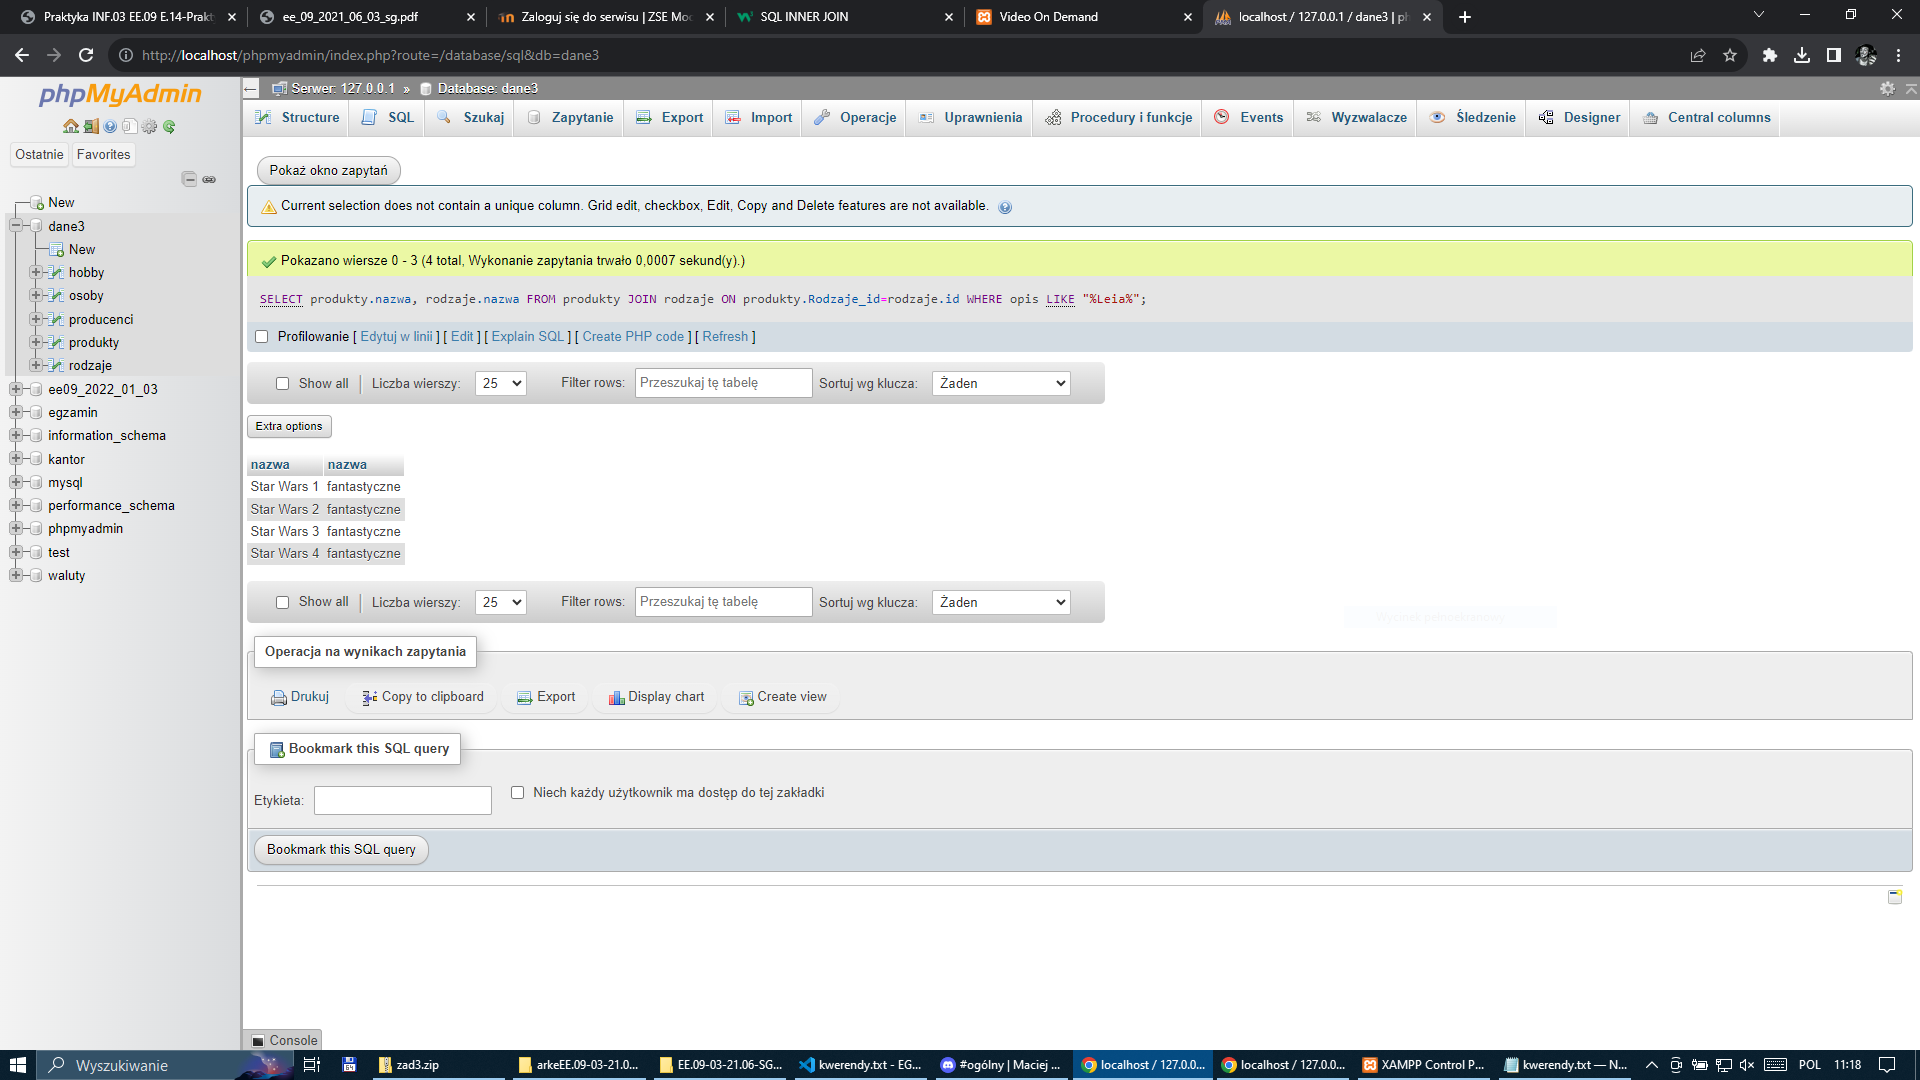 Praktyka INF.03 EE.09 E.14-Prakt
ee_09_2021_06_03_sg.pdf
Zaloguj się do serwisu | ZSE Moo
SQL INNER JOIN
Video On Demand
localhost / 127.0.0.1 / dane3 | ph
http://localhost/phpmyadmin/index.php?route=/database/sql&db=dane3
phpMyAdmin
Ostatnie Favorites
New
dane3
New
hobby
osoby
producenci
produkty
rodzaje
ee09_2022_01_03
egzamin
information_schema
kantor
mysql
performance_schema
phpmyadmin
test
waluty
Serwer: 127.0.0.1 » Database: dane3
Structure SQL Szukaj Zapytanie Export Import Operacje Uprawnienia Procedury i funkcje Events Wyzwalacze Śledzenie Designer Central columns
Pokaż okno zapytań
Current selection does not contain a unique column. Grid edit, checkbox, Edit, Copy and Delete features are not available.
Pokazano wiersze 0 - 3 (4 total, Wykonanie zapytania trwało 0,0007 sekund(y).)
SELECT produkty.nazwa, rodzaje.nazwa FROM produkty JOIN rodzaje ON produkty.Rodzaje_id=rodzaje.id WHERE opis LIKE "%Leia%";
Profilowanie [ Edytuj w linii ] [ Edit ] [ Explain SQL ] [ Create PHP code ] [ Refresh ]
Show all Liczba wierszy: 25 Filter rows: Przeszukaj tę tabelę Sortuj wg klucza: Żaden
Extra options
nazwa nazwa
Star Wars 1 fantastyczne
Star Wars 2 fantastyczne
Star Wars 3 fantastyczne
Star Wars 4 fantastyczne
Show all Liczba wierszy: 25 Filter rows: Przeszukaj tę tabelę Sortuj wg klucza: Żaden
Operacja na wynikach zapytania
Drukuj Copy to clipboard Export Display chart Create view
Bookmark this SQL query
Etykieta: Niech każdy użytkownik ma dostęp do tej zakładki
Bookmark this SQL query
Console
Wyszukiwanie
zad3.zip
arkeEE.09-03-21.0...
EE.09-03-21.06-SG...
kwerendy.txt - EG...
#ogólny | Maciej ...
localhost / 127.0.0...
localhost / 127.0.0...
XAMPP Control P...
kwerendy.txt — N...
POL 11:18